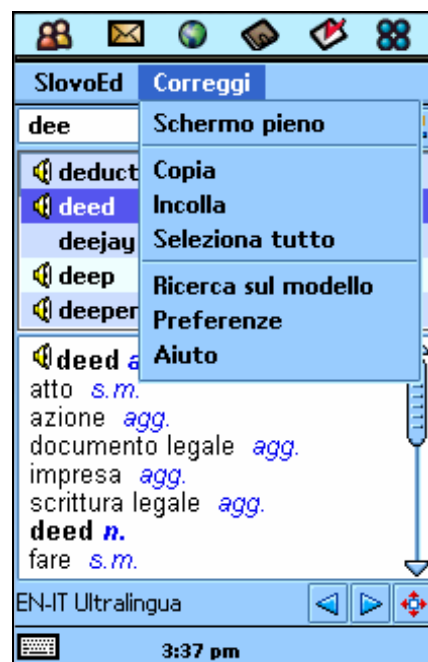 SlovoEd Correggi
dee
Schermo pieno
Copia
Incolla
Seleziona tutto
Ricerca sul modello
Preferenze
Aiuto
deduct
deed
deejay
deep
deeper
deed
atto s.m.
azione agg.
documento legale agg.
impresa agg.
scrittura legale agg.
deed n.
fare s.m.
EN-IT Ultralingua
3:37 pm